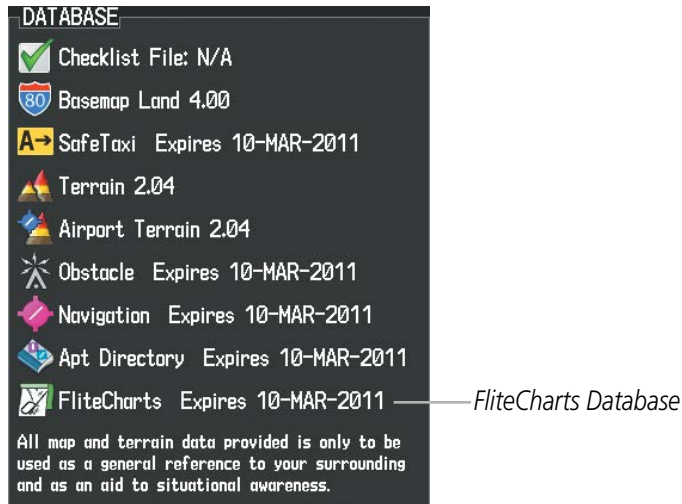 DATABASE
Checklist File: N/A
80 Basemap Land 4.00
A→ SafeTaxi Expires 10-MAR-2011
Terrain 2.04
Airport Terrain 2.04
Obstacle Expires 10-MAR-2011
Navigation Expires 10-MAR-2011
Apt Directory Expires 10-MAR-2011
FliteCharts Expires 10-MAR-2011
FliteCharts Database
All map and terrain data provided is only to be
used as a general reference to your surrounding
and as an aid to situational awareness.